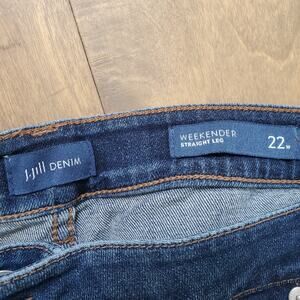 J.Jill DENIM
WEEKENDER
STRAIGHT LEG
22W